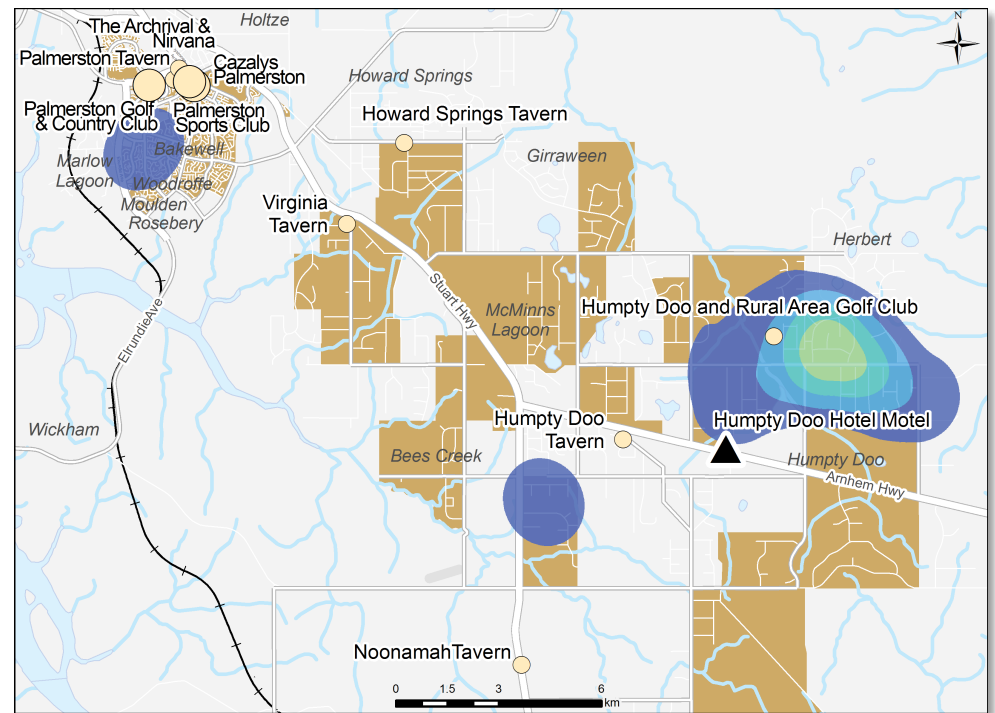 Holtze
N
The Archrival &
Nirvana
Palmerston Tavern
Cazalys
Palmerston
Howard Springs
Palmerston Golf
& Country Club
Palmerston
Sports Club
Howard Springs Tavern
Bakewell
Girraween
Marlow
Lagoon
Woodroffe
Moulden
Rosebery
Virginia
Tavern
Herbert
ElrundieAve
Stuart Hwy
McMinns
Lagoon
Humpty Doo and Rural Area Golf Club
Wickham
Humpty Doo
Tavern
Humpty Doo Hotel Motel
Bees Creek
Humpty Doo
Arnhem Hwy
NoonamahTavern
0 1.5 3 6
km